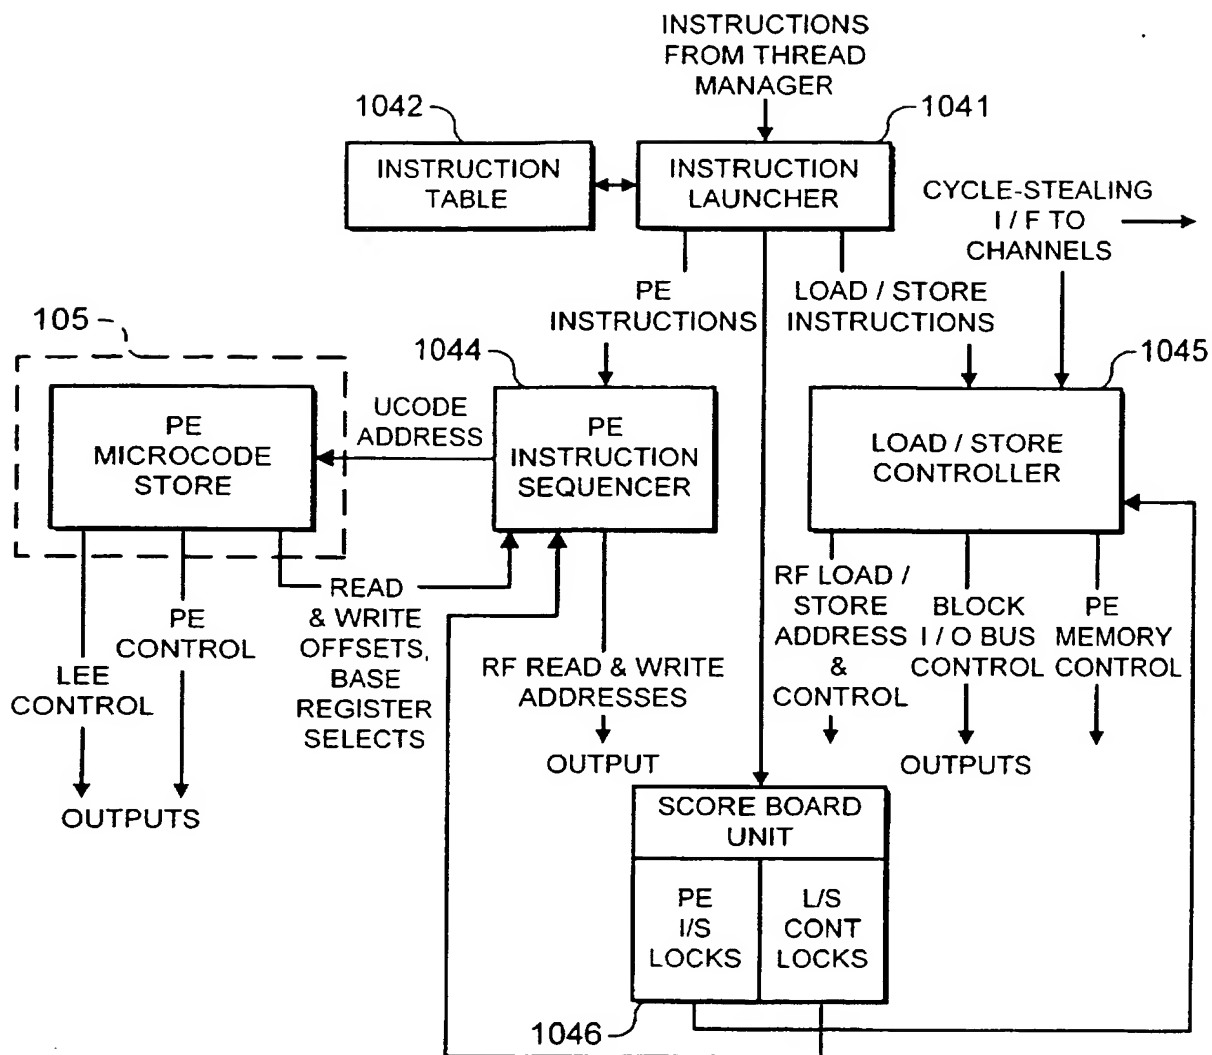 INSTRUCTIONS
FROM THREAD
MANAGER
1042
1041
INSTRUCTION
TABLE
INSTRUCTION
LAUNCHER
CYCLE-STEALING
I / F TO
CHANNELS
PE
INSTRUCTIONS
LOAD / STORE
INSTRUCTIONS
105
1044
1045
PE
MICROCODE
STORE
UCODE
ADDRESS
PE
INSTRUCTION
SEQUENCER
LOAD / STORE
CONTROLLER
LEE
CONTROL
PE
CONTROL
READ
& WRITE
OFFSETS,
BASE
REGISTER
SELECTS
RF READ & WRITE
ADDRESSES
RF LOAD /
STORE
ADDRESS
&
CONTROL
BLOCK
I / O BUS
CONTROL
PE
MEMORY
CONTROL
OUTPUTS
OUTPUT
OUTPUTS
SCORE BOARD
UNIT
PE
I/S
LOCKS
L/S
CONT
LOCKS
1046